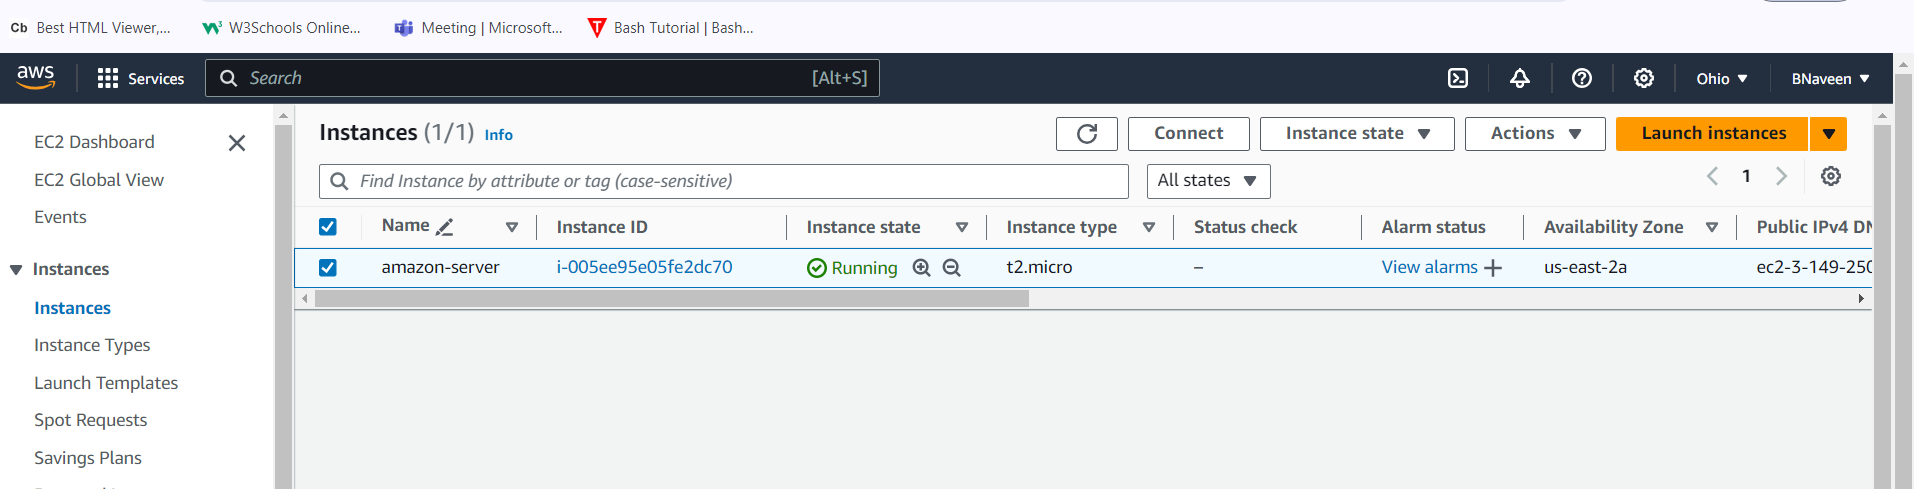 Cb Best HTML Viewer,... W3Schools Online... Meeting | Microsoft... Bash Tutorial | Bash...
aws Services Search [Alt+S] Ohio BNaveen
EC2 Dashboard
EC2 Global View
Events
Instances
Instances
Instance Types
Launch Templates
Spot Requests
Savings Plans
Instances (1/1) Info Connect Instance state Actions Launch instances
Find Instance by attribute or tag (case-sensitive) All states 1
Name Instance ID Instance state Instance type Status check Alarm status Availability Zone Public IPv4 DN
amazon-server i-005ee95e05fe2dc70 Running t2.micro – View alarms + us-east-2a ec2-3-149-250